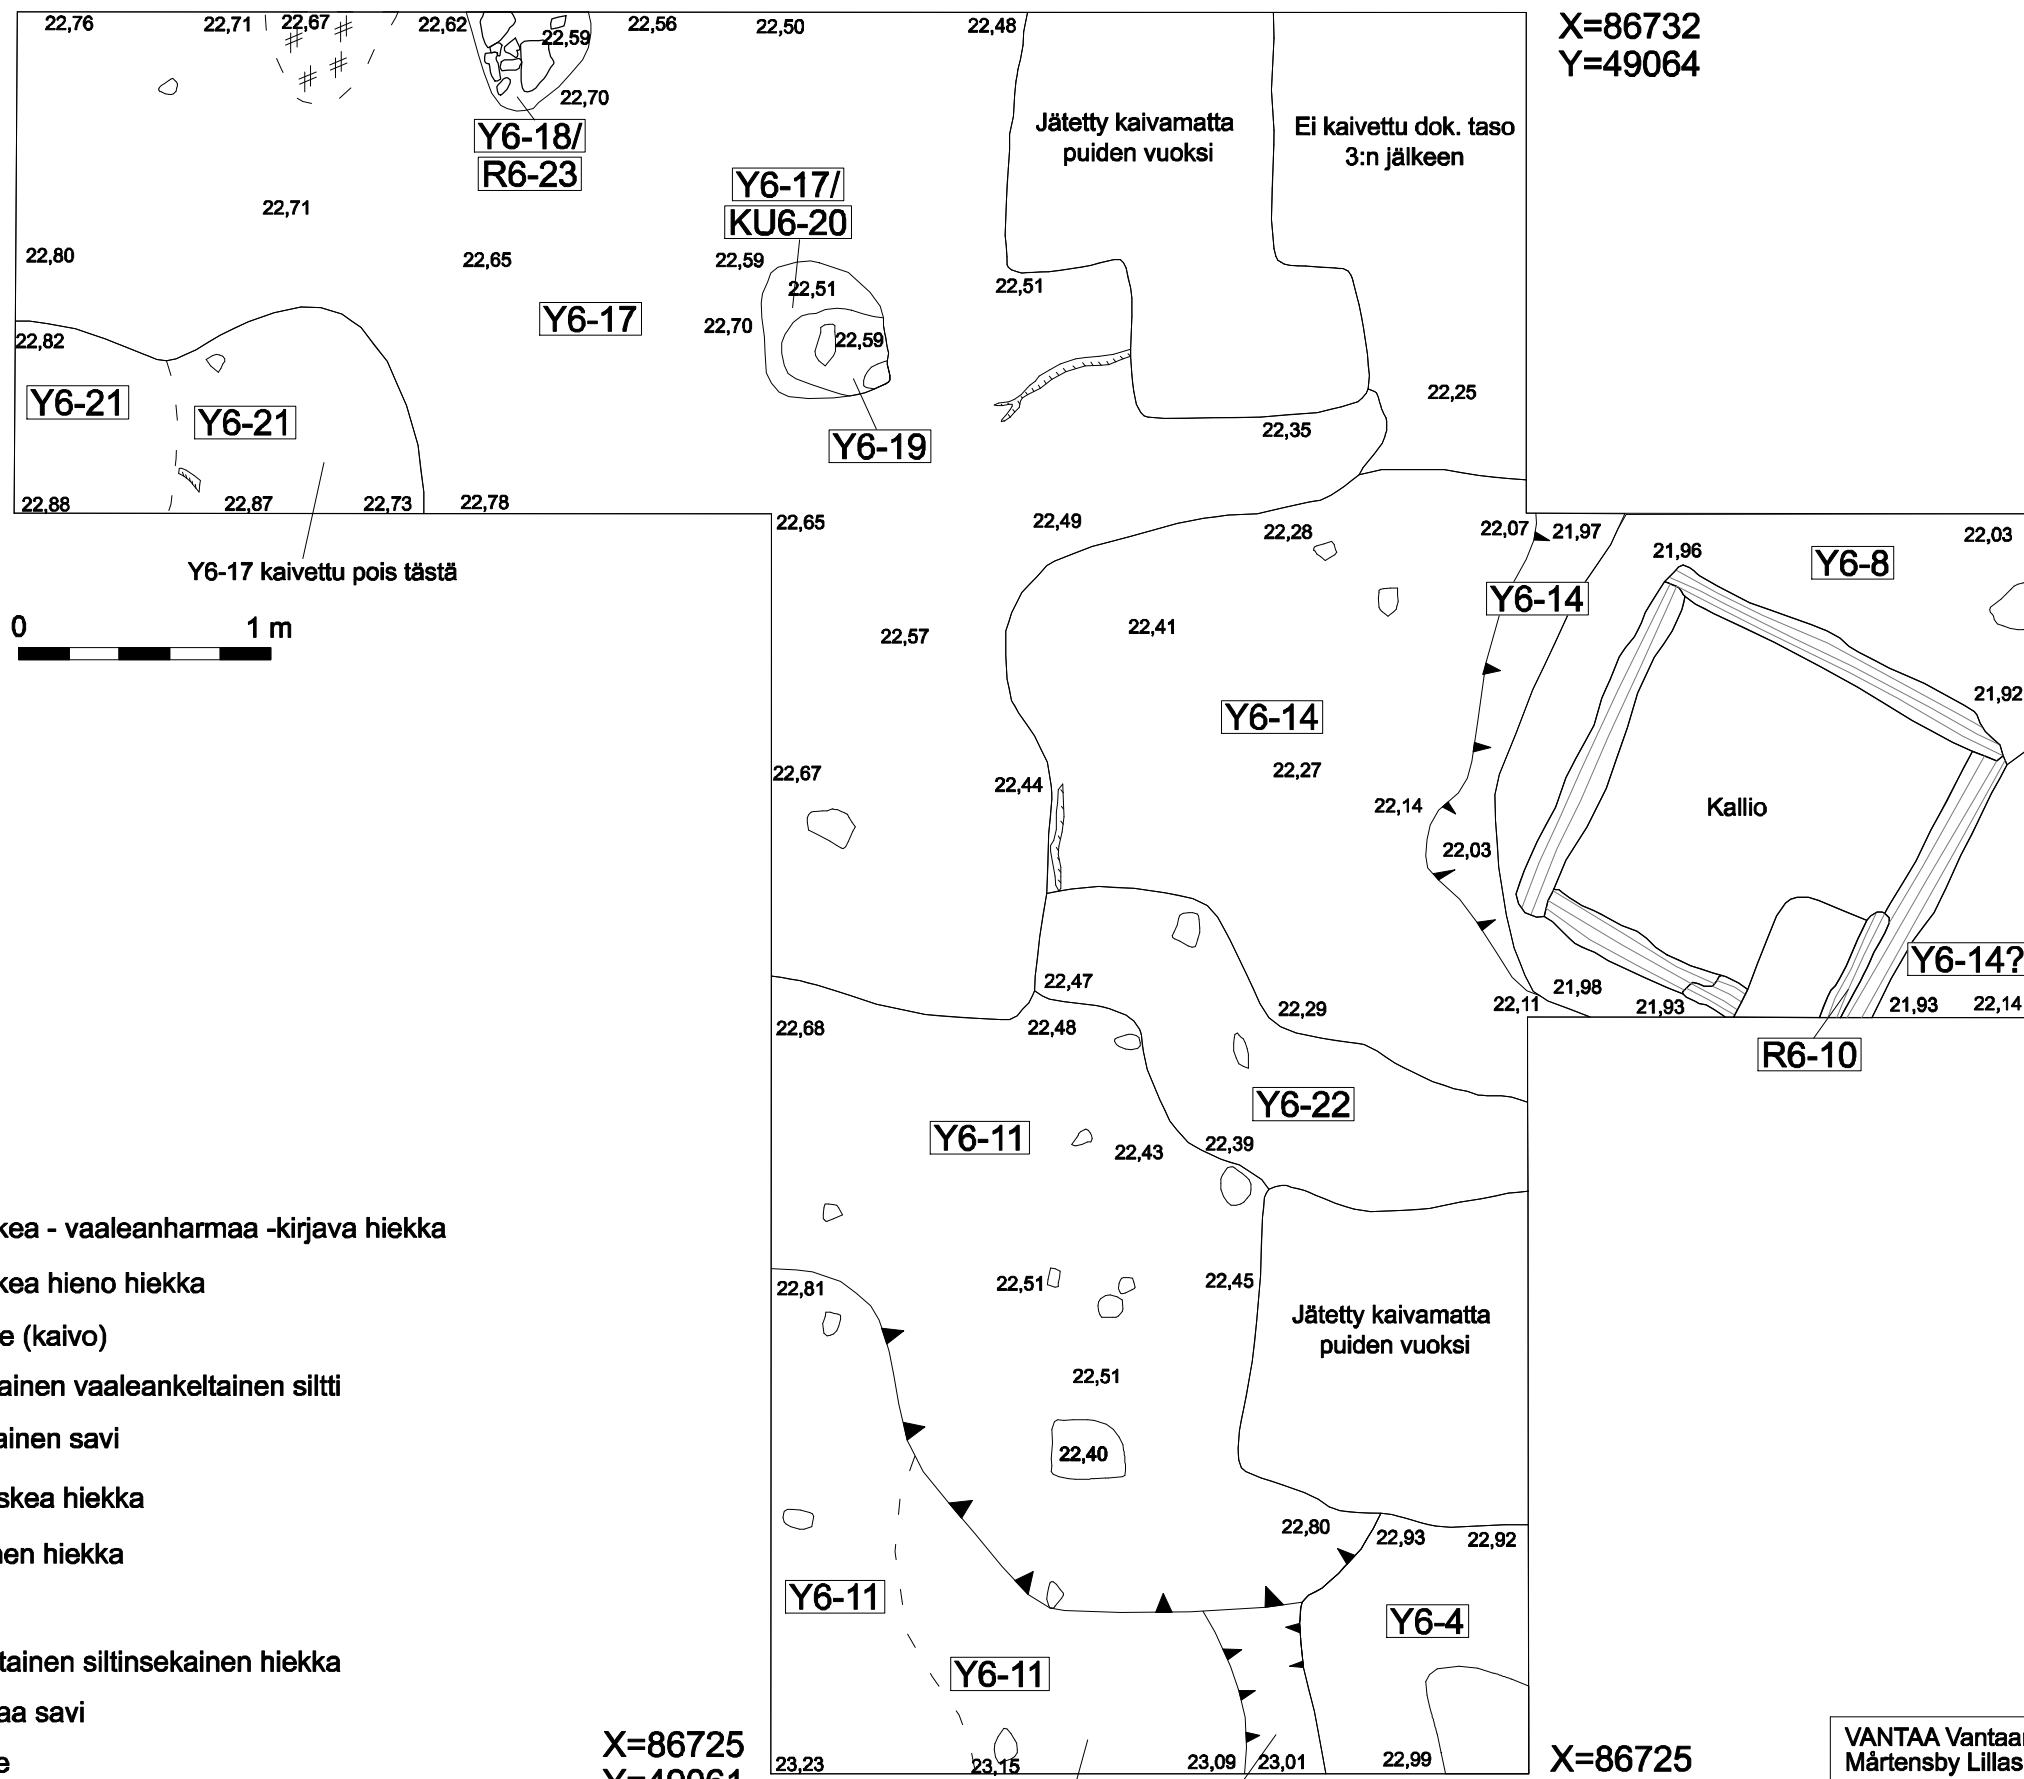 22,76
22,71
22,67
22,62
22,59
22,56
22,50
22,48
X=86732
Y=49064
22,70
Jätetty kaivamatta
puiden vuoksi
Ei kaivettu dok. taso
3:n jälkeen
Y6-18/
R6-23
Y6-17/
KU6-20
22,71
22,80
22,65
22,59
22,51
22,51
Y6-17
22,70
22,59
22,82
Y6-21
Y6-21
22,25
22,35
Y6-19
22,88
22,87
22,73
22,78
22,65
22,49
22,28
22,07
21,97
22,03
21,96
Y6-8
Y6-17 kaivettu pois tästä
Y6-14
0
1 m
22,57
22,41
21,92
Y6-14
22,67
22,44
22,27
22,14
Kallio
22,03
Y6-14?
22,47
22,29
22,11
21,98
21,93
21,93
22,14
22,68
22,48
R6-10
Y6-22
Y6-11
22,43
22,39
kea - vaaleanharmaa -kirjava hiekka
kea hieno hiekka
22,81
22,51
22,45
Jätetty kaivamatta
puiden vuoksi
e (kaivo)
ainen vaaleankeltainen siltti
22,51
ainen savi
22,40
skea hiekka
22,80
22,93
22,92
nen hiekka
Y6-11
Y6-4
tainen siltinsekainen hiekka
Y6-11
aa savi
X=86725
Y=49061
e
23,23
23,15
23,09
23,01
22,99
X=86725
VANTAA Vantaan
Mårtensby Lillas